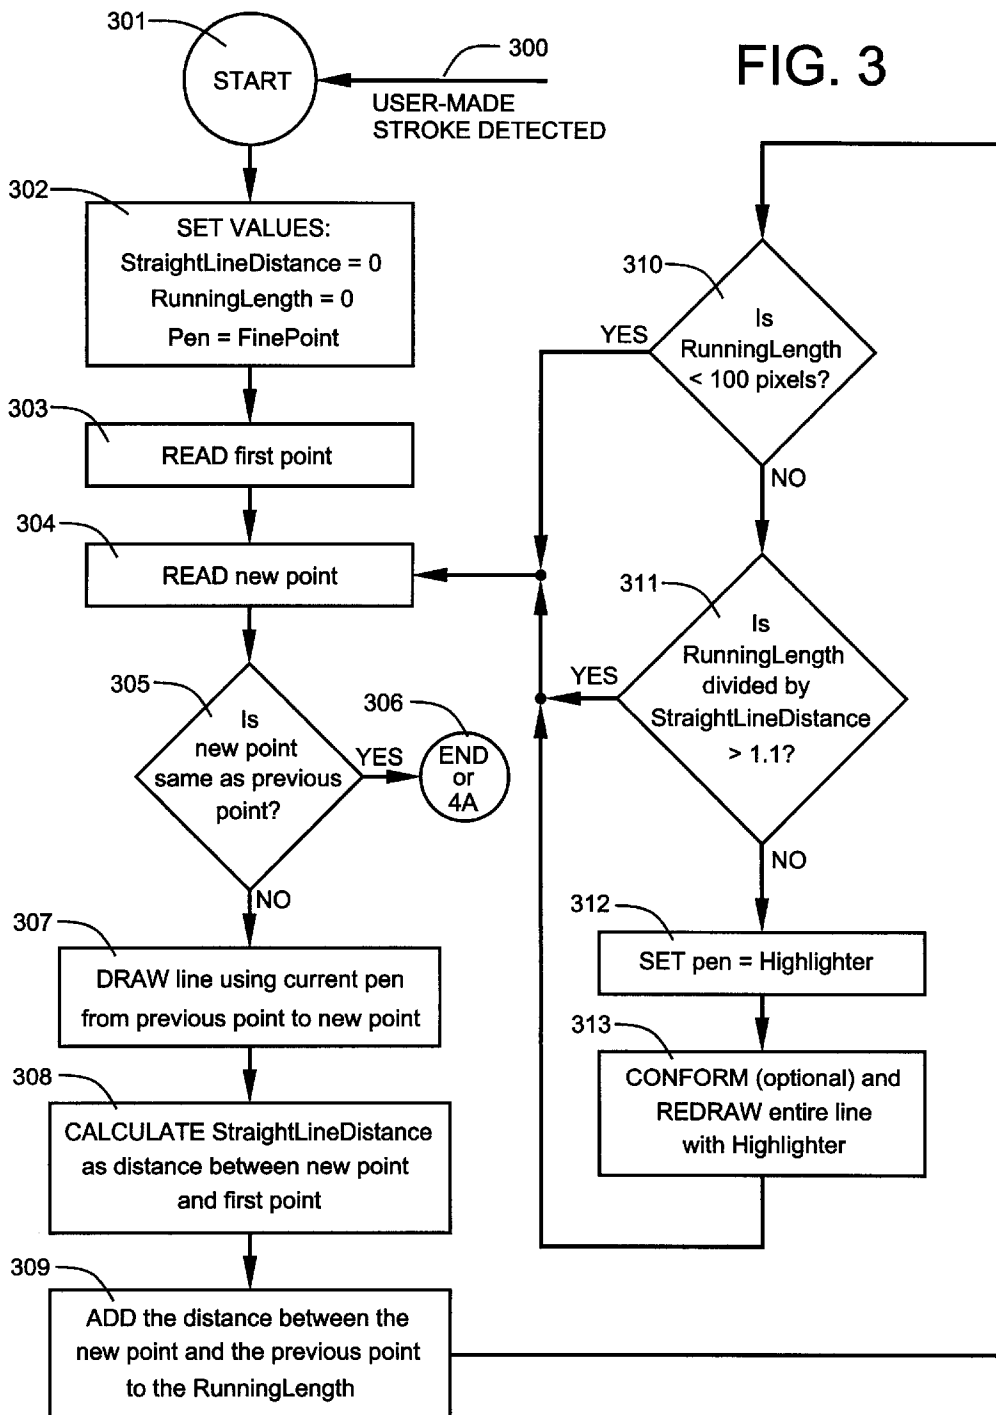 FIG. 3
301
START
300
USER-MADE
STROKE DETECTED
302
SET VALUES:
StraightLineDistance = 0
RunningLength = 0
Pen = FinePoint
303
READ first point
304
READ new point
305
Is
new point
same as previous
point?
YES
306
END
or
4A
NO
307
DRAW line using current pen
from previous point to new point
308
CALCULATE StraightLineDistance
as distance between new point
and first point
309
ADD the distance between the
new point and the previous point
to the RunningLength
310
Is
RunningLength
< 100 pixels?
YES
NO
311
Is
RunningLength
divided by
StraightLineDistance
> 1.1?
YES
NO
312
SET pen = Highlighter
313
CONFORM (optional) and
REDRAW entire line
with Highlighter